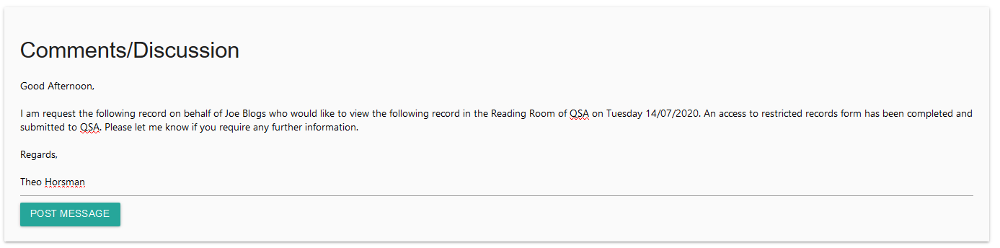 Comments/Discussion
Good Afternoon,
I am request the following record on behalf of Joe Blogs who would like to view the following record in the Reading Room of QSA on Tuesday 14/07/2020. An access to restricted records form has been completed and
submitted to QSA. Please let me know if you require any further information.
Regards,
Theo Horsman
POST MESSAGE